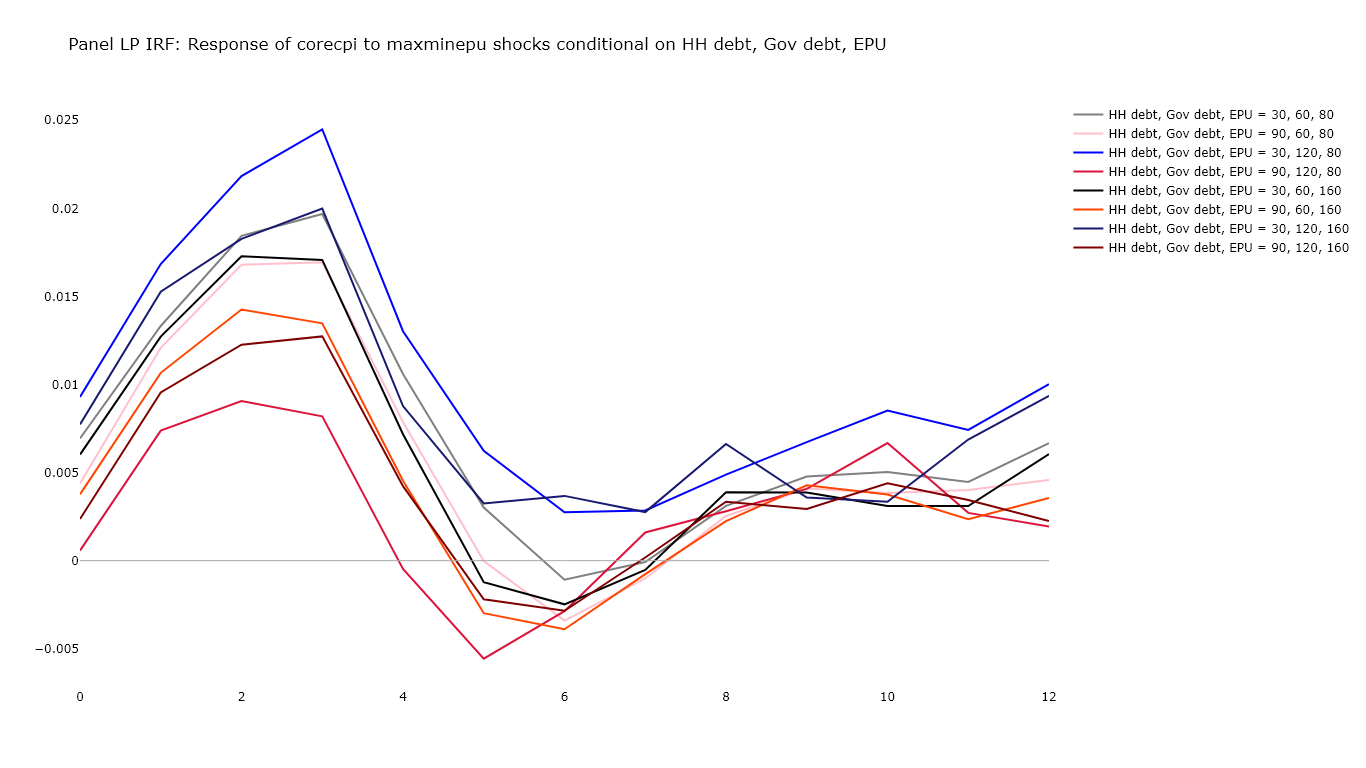 Panel LP IRF: Response of corecpi to maxminepu shocks conditional on HH debt, Gov debt, EPU
0.025
0.02
0.015
0.01
0.005
0
−0.005
0 2 4 6 8 10 12
HH debt, Gov debt, EPU = 30, 60, 80
HH debt, Gov debt, EPU = 90, 60, 80
HH debt, Gov debt, EPU = 30, 120, 80
HH debt, Gov debt, EPU = 90, 120, 80
HH debt, Gov debt, EPU = 30, 60, 160
HH debt, Gov debt, EPU = 90, 60, 160
HH debt, Gov debt, EPU = 30, 120, 160
HH debt, Gov debt, EPU = 90, 120, 160